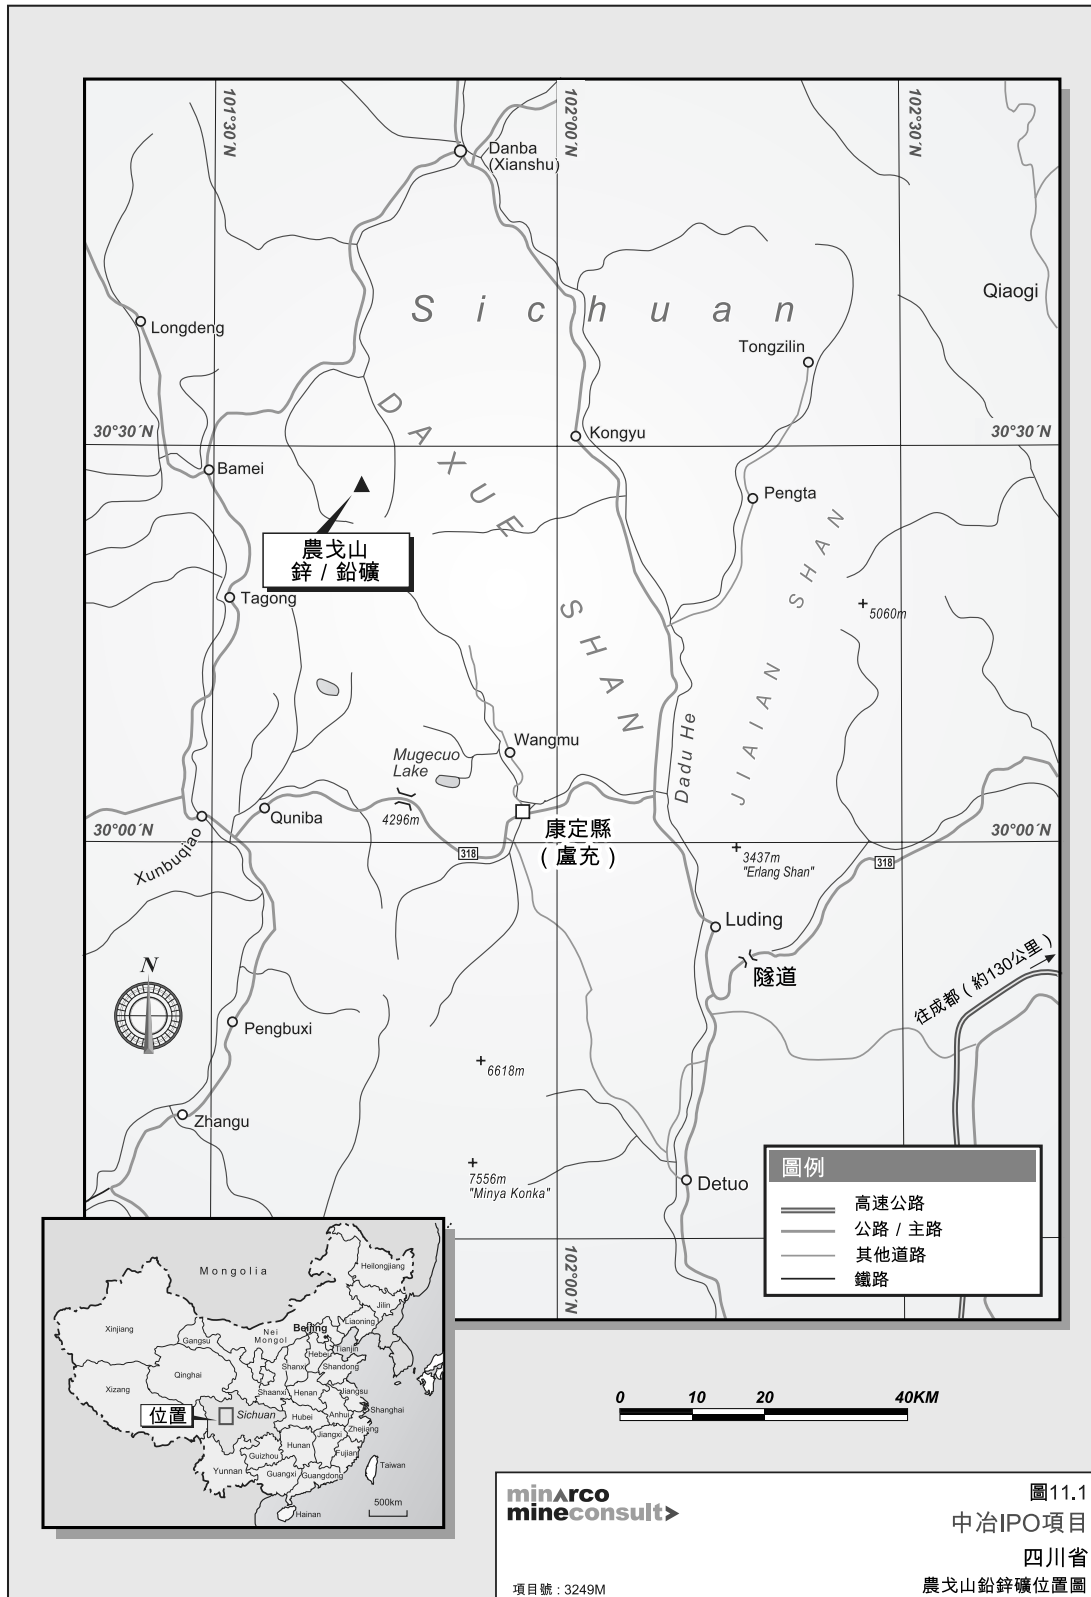 101°30´N
102°00´N
102°30´N
Danba
(Xianshu)
Qiaogi
Sichuan
Longdeng
Tongzilin
DAXUE SHAN
30°30´N
30°30´N
Kongyu
Bamei
Pengta
農戈山
鋅 / 鉛礦
JIAIAN SHAN
Tagong
5060m
Dadu He
Wangmu
Mugecuo
Lake
4296m
Quniba
康定縣
（盧充）
30°00´N
30°00´N
Xunbuqiao
318
3437m
"Erlang Shan"
318
Luding
隧道
往成都（約130公里）
N
Pengbuxi
6618m
Zhangu
7556m
"Minya Konka"
Detuo
102°00´N
圖例
高速公路
公路 / 主路
其他道路
鐵路
Mongolia
Heilongjiang
Jilin
Liaoning
Xinjiang
Gangsu
Nei
Mongol
Beijing
Tianjin
Hebeu
Shanxi
Shandong
Qinghai
Xizang
Shaanxi
Henan
Jiangsu
位置
Sichuan
Hubei
Anhui
Shanghai
Zhejiang
Jiangxi
Hunan
Guizhou
Fujian
Yunnan
Guangxi
Guangdong
Taiwan
Hainan
500km
0 10 20 40KM
minarco
mineconsult
圖11.1
中冶IPO項目
四川省
項目號 : 3249M
農戈山鉛鋅礦位置圖